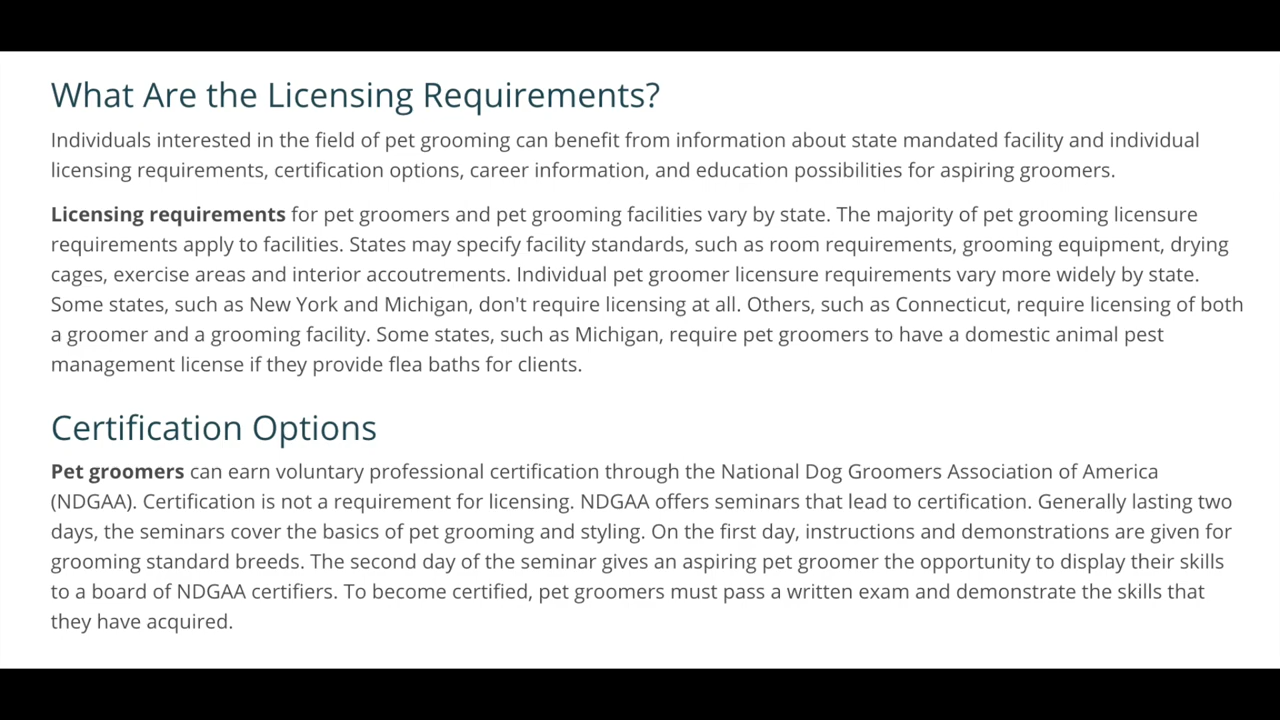 What Are the Licensing Requirements?
Individuals interested in the field of pet grooming can benefit from information about state mandated facility and individual
licensing requirements, certification options, career information, and education possibilities for aspiring groomers.
Licensing requirements for pet groomers and pet grooming facilities vary by state. The majority of pet grooming licensure
requirements apply to facilities. States may specify facility standards, such as room requirements, grooming equipment, drying
cages, exercise areas and interior accoutrements. Individual pet groomer licensure requirements vary more widely by state.
Some states, such as New York and Michigan, don't require licensing at all. Others, such as Connecticut, require licensing of both
a groomer and a grooming facility. Some states, such as Michigan, require pet groomers to have a domestic animal pest
management license if they provide flea baths for clients.
Certification Options
Pet groomers can earn voluntary professional certification through the National Dog Groomers Association of America
(NDGAA). Certification is not a requirement for licensing. NDGAA offers seminars that lead to certification. Generally lasting two
days, the seminars cover the basics of pet grooming and styling. On the first day, instructions and demonstrations are given for
grooming standard breeds. The second day of the seminar gives an aspiring pet groomer the opportunity to display their skills
to a board of NDGAA certifiers. To become certified, pet groomers must pass a written exam and demonstrate the skills that
they have acquired.